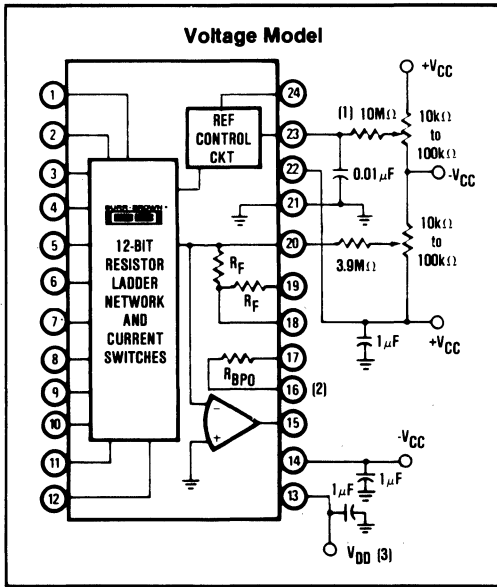 Voltage Model
1
2
3
4
5
6
7
8
9
10
11
12
BURR-BROWN
12-BIT
RESISTOR
LADDER
NETWORK
AND
CURRENT
SWITCHES
REF
CONTROL
CKT
RF
RF
RBPO
−
+
24
23
22
21
20
19
18
17
16 (2)
15
14
13
+VCC
(1) 10MΩ
10kΩ
to
100kΩ
-VCC
0.01μF
10kΩ
to
100kΩ
3.9MΩ
1μF
+VCC
-VCC
1μF
1μF
VDD (3)